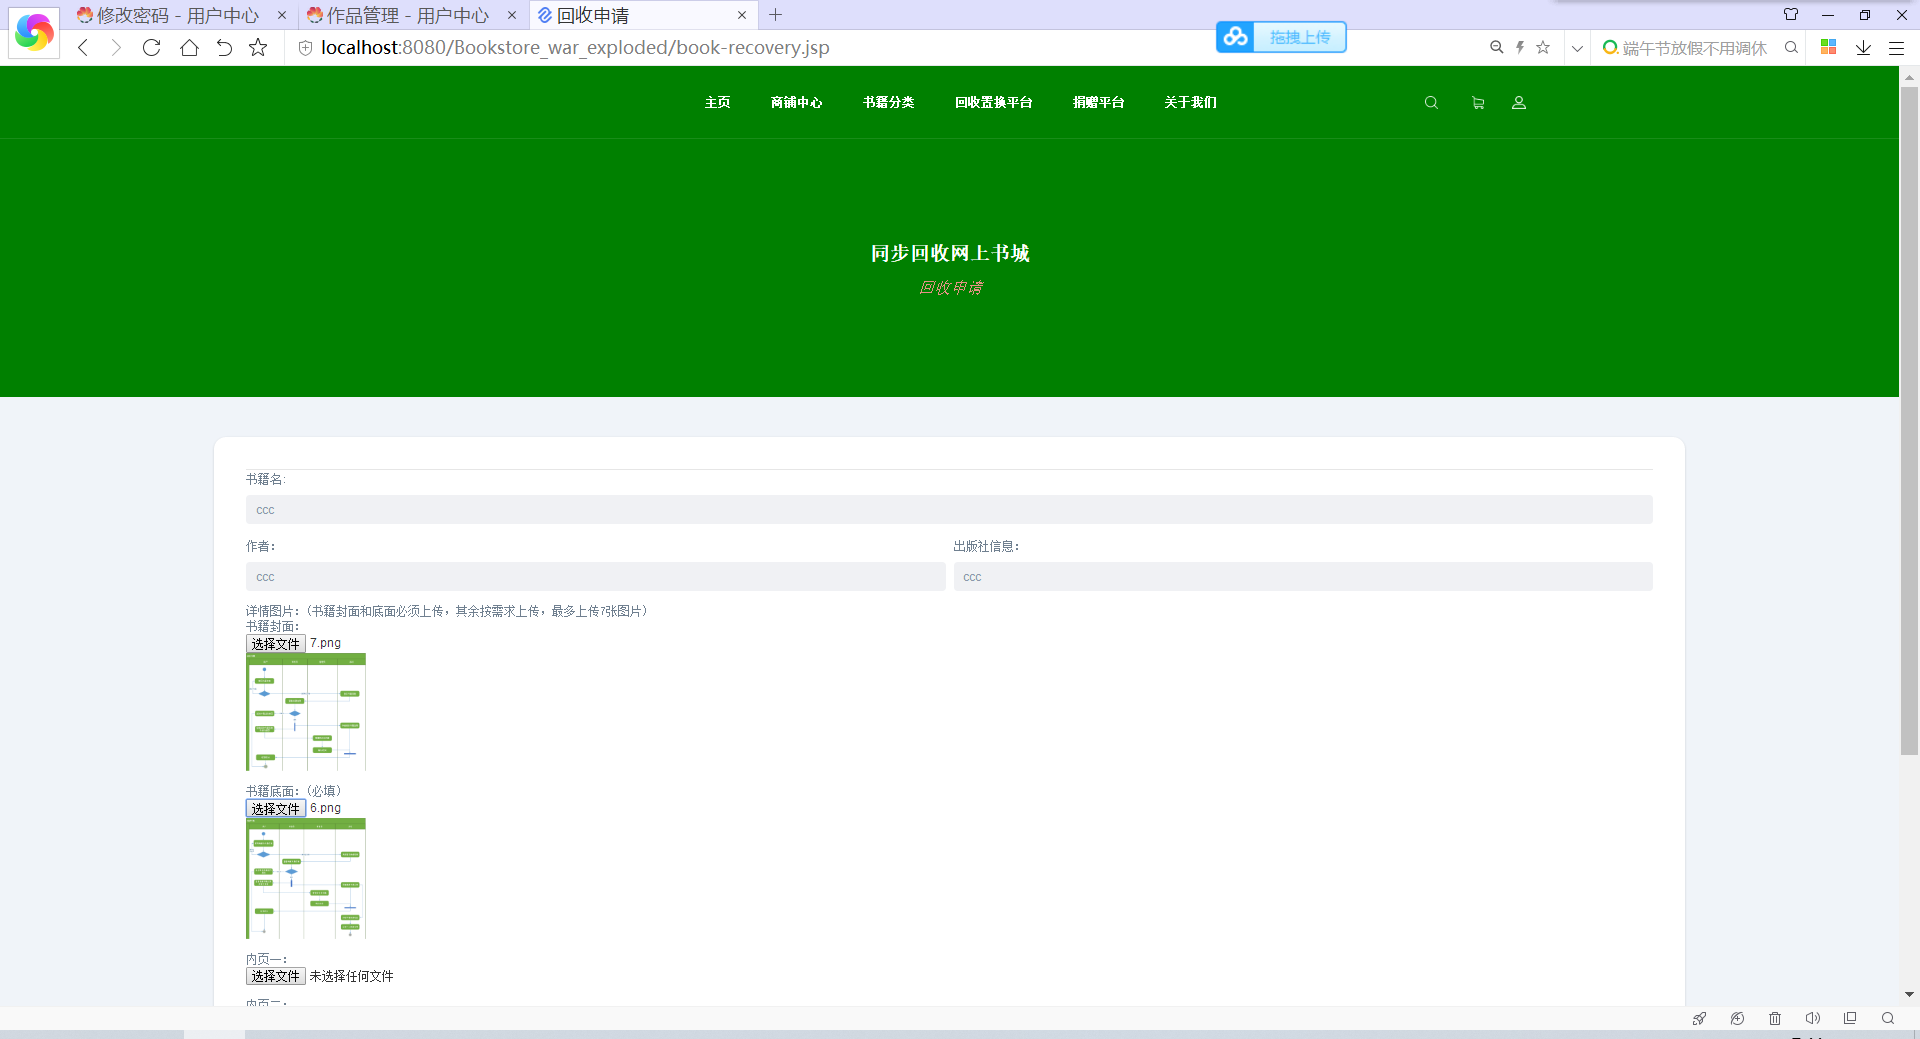 修改密码 - 用户中心
作品管理 - 用户中心
回收申请
localhost:8080/Bookstore_war_exploded/book-recovery.jsp
拖拽上传
端午节放假不用调休
主页 商铺中心 书籍分类 回收置换平台 捐赠平台 关于我们
同步回收网上书城
回收申请
书籍名:
ccc
作者： 出版社信息：
ccc ccc
详情图片：（书籍封面和底面必须上传，其余按需求上传，最多上传7张图片）
书籍封面：
选择文件 7.png
书籍底面：（必填）
选择文件 6.png
内页一：
选择文件 未选择任何文件
内页二：